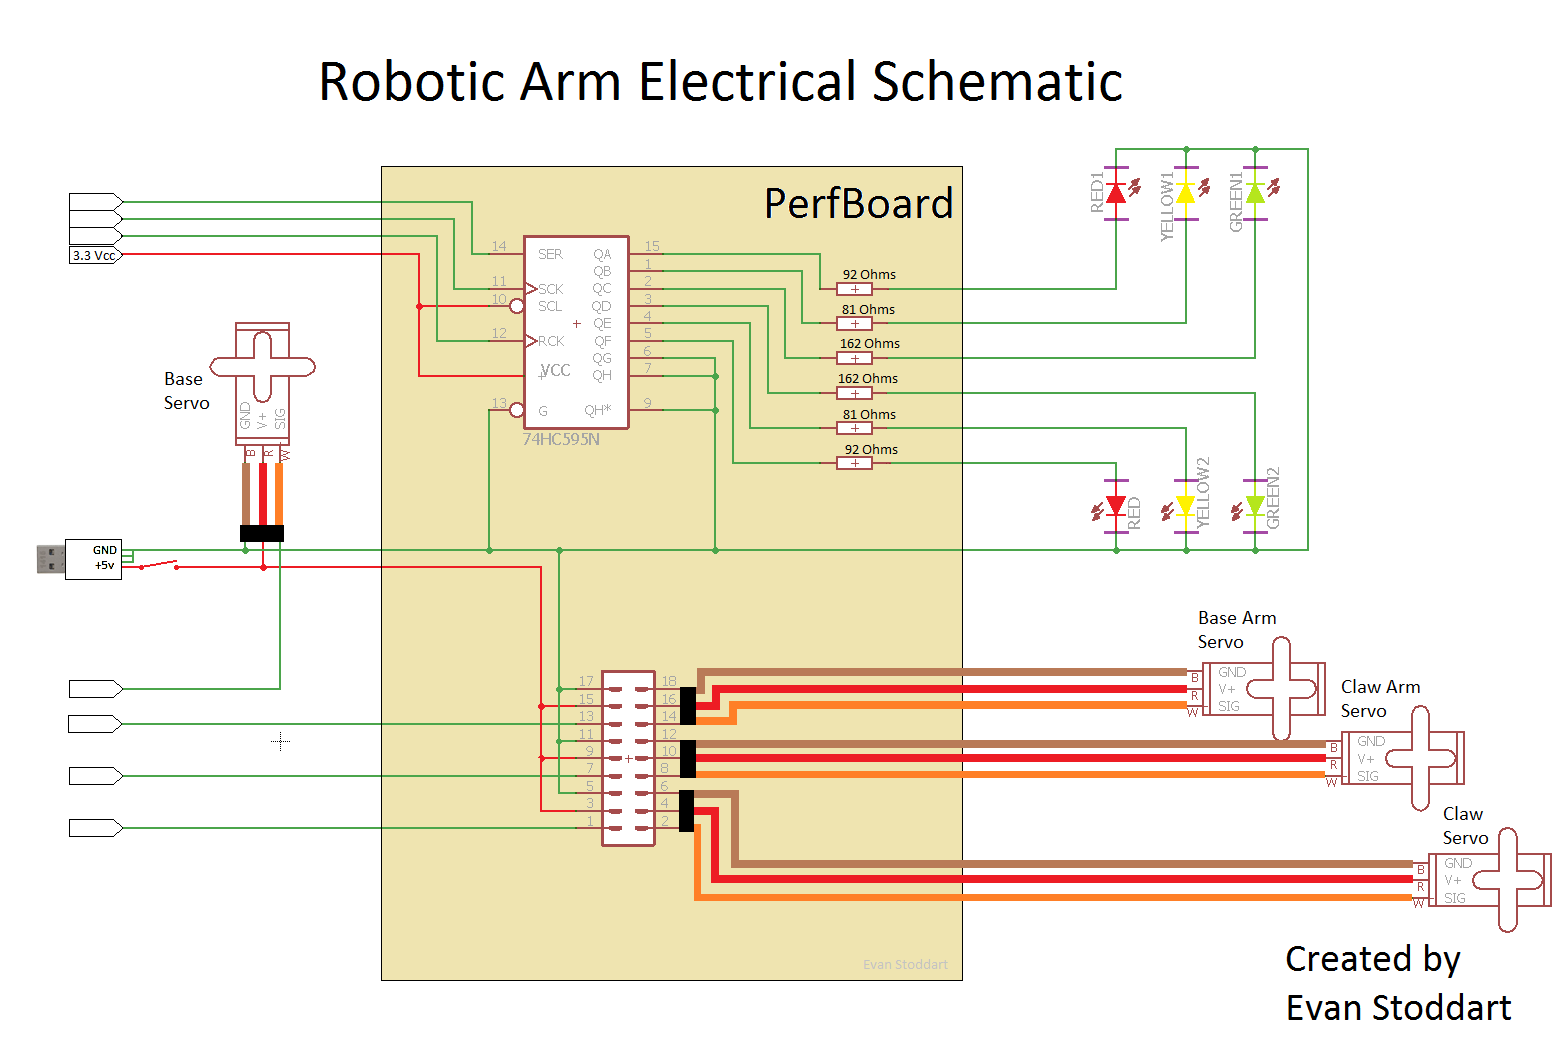 Robotic Arm Electrical Schematic
PerfBoard
3.3 Vcc
14 SER QA 15
QB 1
11 SCK QC 2
10 SCL QD 3
QE 4
12 RCK QF 5
QG 6
VCC QH 7
13 G QH* 9
74HC595N
92 Ohms
81 Ohms
162 Ohms
162 Ohms
81 Ohms
92 Ohms
RED1
YELLOW1
GREEN1
RED
YELLOW2
GREEN2
Base
Servo
GND
V+
SIG
B
R
W
GND
+5v
17 18
15 16
13 14
11 12
9 10
7 8
5 6
3 4
1 2
Base Arm
Servo
B GND
R V+
W SIG
Claw Arm
Servo
B GND
R V+
W SIG
Claw
Servo
B GND
R V+
W SIG
Evan Stoddart
Created by
Evan Stoddart